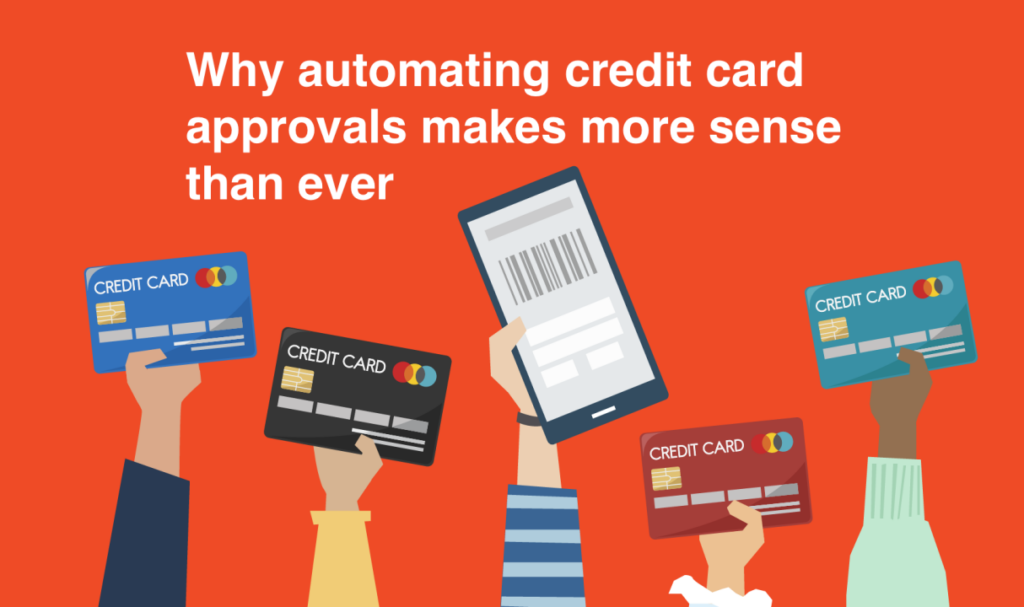 Why automating credit card
approvals makes more sense
than ever
CREDIT CARD
CREDIT CARD
CREDIT CARD
CREDIT CARD